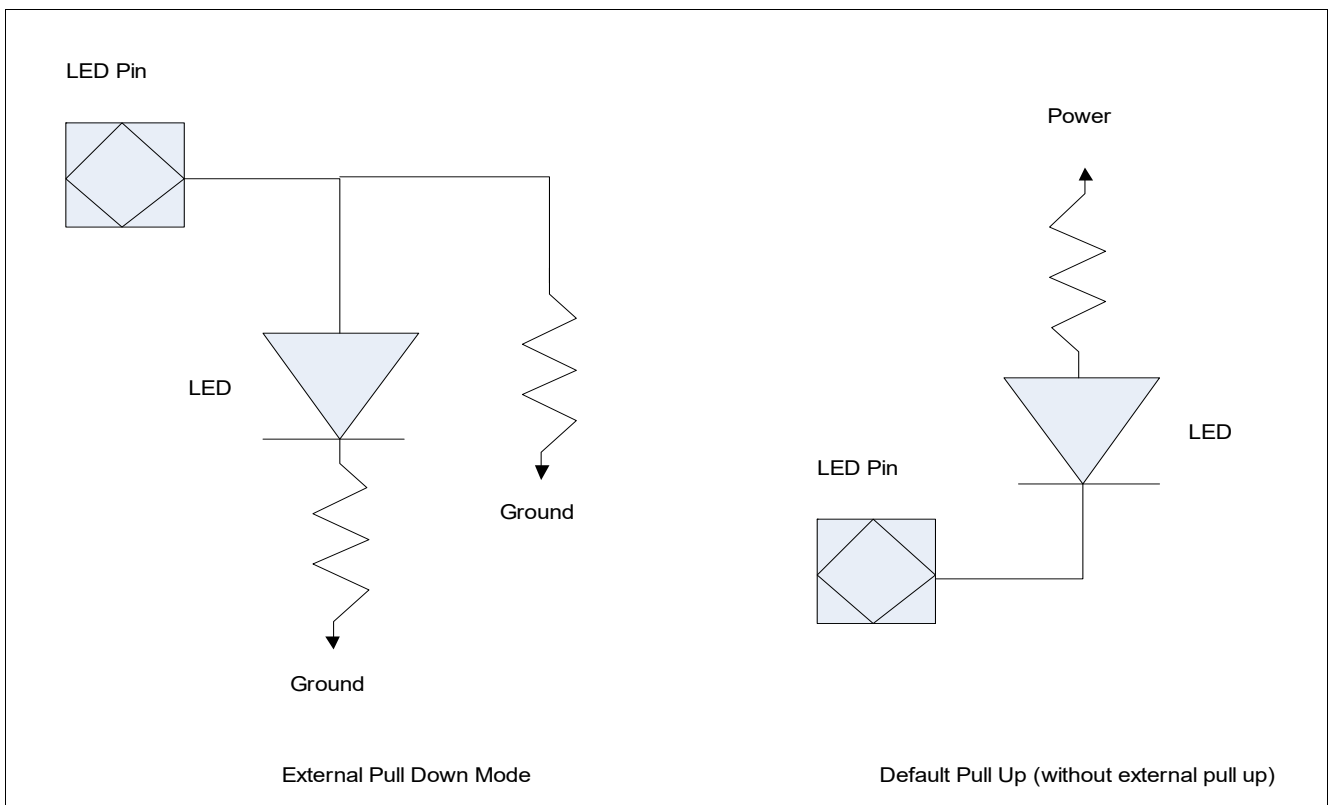 LED Pin
LED
Ground
Ground
External Pull Down Mode
Power
LED
LED Pin
Default Pull Up (without external pull up)